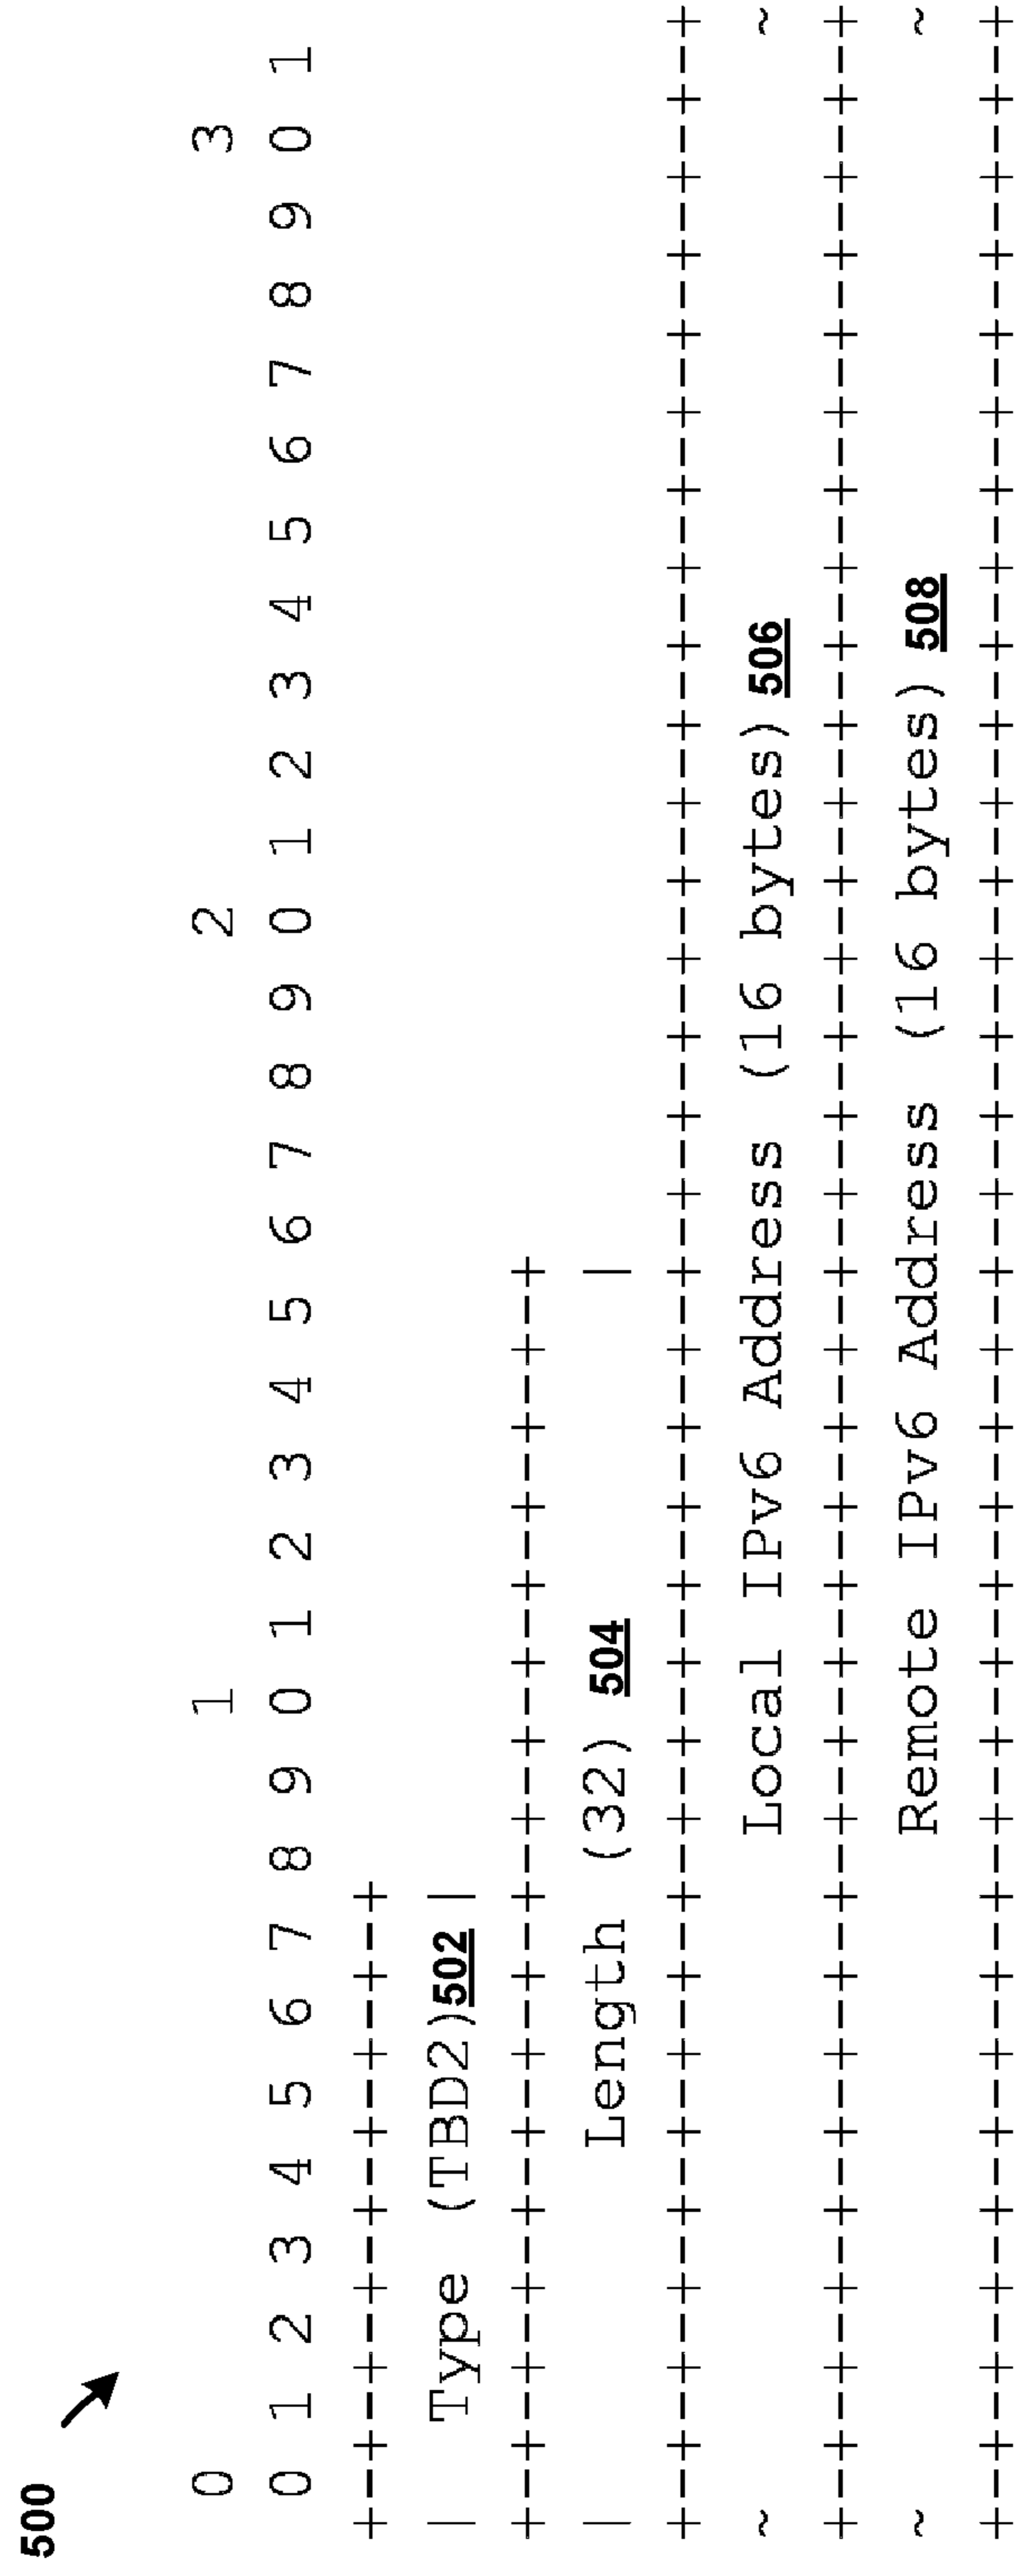 500
 0                   1                   2                   3
 0 1 2 3 4 5 6 7 8 9 0 1 2 3 4 5 6 7 8 9 0 1 2 3 4 5 6 7 8 9 0 1
+-+-+-+-+-+-+-+-+
| Type (TBD2) 502 |
+-+-+-+-+-+-+-+-+-+-+-+-+-+-+-+-+
| Length (32) 504 |
+-+-+-+-+-+-+-+-+-+-+-+-+-+-+-+-+-+-+-+-+-+-+-+-+-+-+-+-+-+-+-+-+
~ Local IPv6 Address (16 bytes) 506 ~
+-+-+-+-+-+-+-+-+-+-+-+-+-+-+-+-+-+-+-+-+-+-+-+-+-+-+-+-+-+-+-+-+
~ Remote IPv6 Address (16 bytes) 508 ~
+-+-+-+-+-+-+-+-+-+-+-+-+-+-+-+-+-+-+-+-+-+-+-+-+-+-+-+-+-+-+-+-+